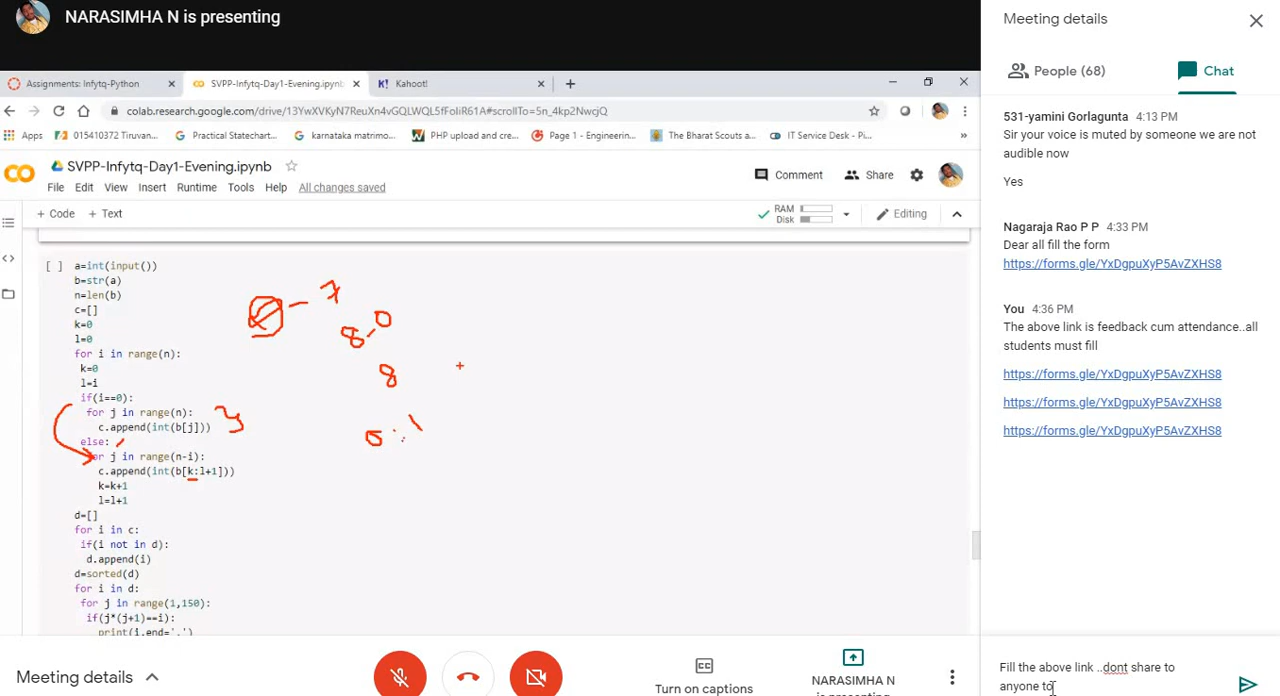 NARASIMHA N is presenting
Assignments: Infytq-Python
SVPP-Infytq-Day1-Evening.ipynb
Kahoot!
colab.research.google.com/drive/13YwXVKyN7ReuXn4vGQLWQL5fFoIiR61A#scrollTo=5n_4kp2NwcjQ
Apps 015410372 Tiruvan... Practical Statechart... karnataka matrimo... PHP upload and cre... Page 1 - Engineerin... The Bharat Scouts a... IT Service Desk - Pi...
SVPP-Infytq-Day1-Evening.ipynb
File Edit View Insert Runtime Tools Help All changes saved
Comment Share
+ Code + Text
RAM
Disk
Editing
[ ] a=int(input())
b=str(a)
n=len(b)
c=[]
k=0
l=0
for i in range(n):
k=0
l=i
if(i==0):
for j in range(n):
c.append(int(b[j]))
else:
or j in range(n-i):
c.append(int(b[k:l+1]))
k=k+1
l=l+1
d=[]
for i in c:
if(i not in d):
d.append(i)
d=sorted(d)
for i in d:
for j in range(1,150):
if(j*(j+1)==i):
print(i,end=',')
7
8-0
8
Meeting details
Turn on captions
NARASIMHA N
is presenting
Meeting details
People (68)
Chat
531-yamini Gorlagunta 4:13 PM
Sir your voice is muted by someone we are not
audible now
Yes
Nagaraja Rao P P 4:33 PM
Dear all fill the form
https://forms.gle/YxDgpuXyP5AvZXHS8
You 4:36 PM
The above link is feedback cum attendance..all
students must fill
https://forms.gle/YxDgpuXyP5AvZXHS8
https://forms.gle/YxDgpuXyP5AvZXHS8
https://forms.gle/YxDgpuXyP5AvZXHS8
Fill the above link ..dont share to
anyone to